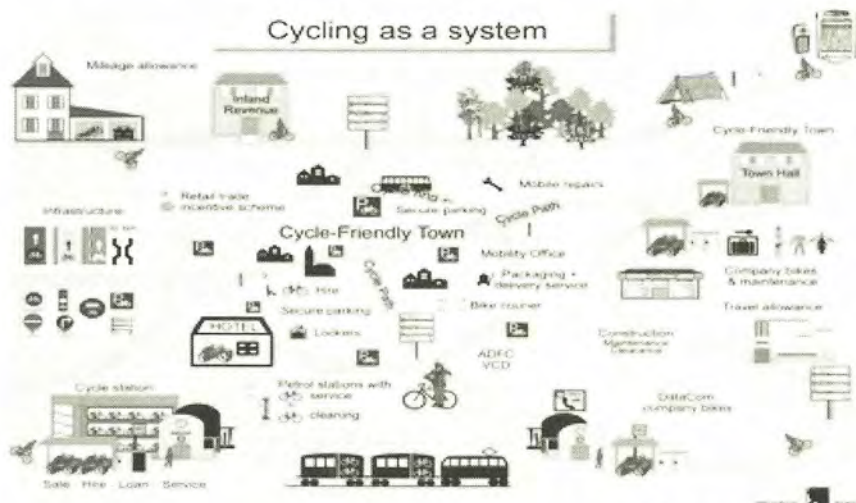 Cycling as a system
Mileage allowance
Inland
Revenue
Cycle-Friendly Town
Town Hall
Retail trade
incentive scheme
Mobile repairs
Infrastructure
Secure parking
Cycle Path
Cycle-Friendly Town
Mobility Office
Company bikes
& maintenance
Packaging +
delivery service
Hire
Cycle Path
Secure parking
Bike courier
Travel allowance
HOTEL
Lockers
Construction
Maintenance
Clearance
ADFC
VCD
Cycle station
Petrol stations with
service
cleaning
DataCom
company bikes
Sale Hire Loan Service